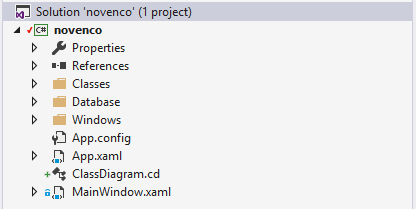 Solution 'novenco' (1 project)
C# novenco
Properties
References
Classes
Database
Windows
App.config
App.xaml
ClassDiagram.cd
MainWindow.xaml